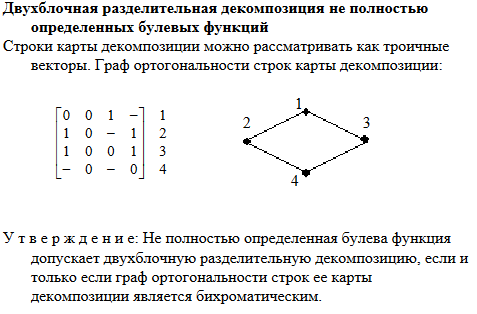 Двухблочная разделительная декомпозиция не полностью
определенных булевых функций
Строки карты декомпозиции можно рассматривать как троичные
векторы. Граф ортогональности строк карты декомпозиции:
0 0 1 − 1
1 0 − 1 2
1 0 0 1 3
− 0 − 0 4
1
2 3
4
У т в е р ж д е н и е: Не полностью определенная булева функция
допускает двухблочную разделительную декомпозицию, если и
только если граф ортогональности строк ее карты
декомпозиции является бихроматическим.